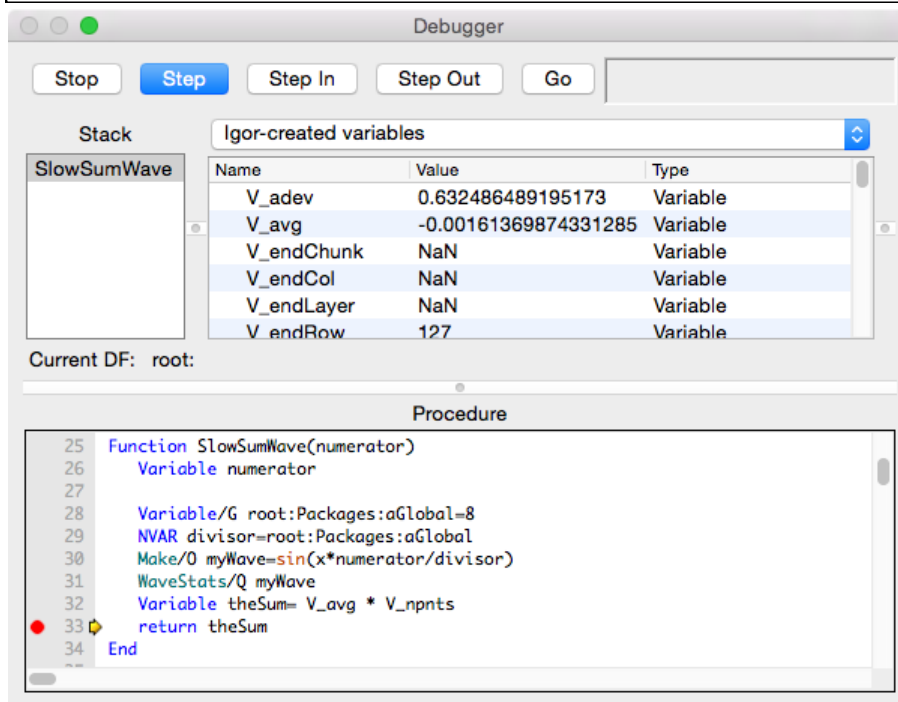 Debugger
Stop Step Step In Step Out Go
Stack Igor-created variables
SlowSumWave Name Value Type
V_adev 0.632486489195173 Variable
V_avg -0.00161369874331285 Variable
V_endChunk NaN Variable
V_endCol NaN Variable
V_endLayer NaN Variable
V_endRow 127 Variable
Current DF: root:
Procedure
25 Function SlowSumWave(numerator)
26 Variable numerator
27
28 Variable/G root:Packages:aGlobal=8
29 NVAR divisor=root:Packages:aGlobal
30 Make/O myWave=sin(x*numerator/divisor)
31 WaveStats/Q myWave
32 Variable theSum= V_avg * V_npnts
33 return theSum
34 End